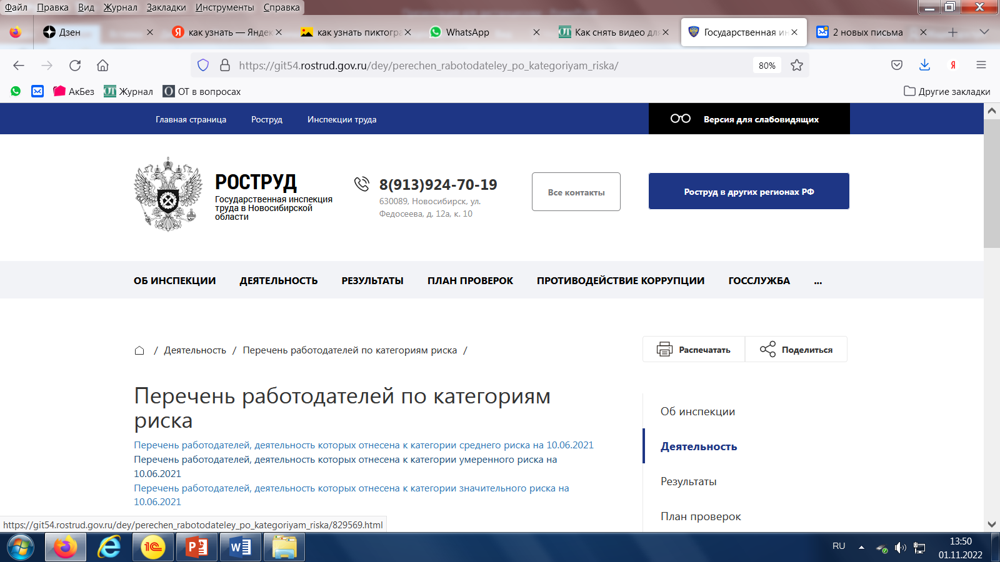 Файл Правка Вид Журнал Закладки Инструменты Справка
Дзен
как узнать — Яндек
как узнать пиктогра
WhatsApp
Как снять видео для
Государственная ин
2 новых письма
https://git54.rostrud.gov.ru/dey/perechen_rabotodateley_po_kategoriyam_riska/
80%
Я
АкБез
ОТ Журнал
О ОТ в вопросах
Другие закладки
Главная страница
Роструд
Инспекции труда
Версия для слабовидящих
РОСТРУД
Государственная инспекция
труда в Новосибирской
области
8(913)924-70-19
630089, Новосибирск, ул.
Федосеева, д. 12а, к. 10
Все контакты
Роструд в других регионах РФ
ОБ ИНСПЕКЦИИ ДЕЯТЕЛЬНОСТЬ РЕЗУЛЬТАТЫ ПЛАН ПРОВЕРОК ПРОТИВОДЕЙСТВИЕ КОРРУПЦИИ ГОССЛУЖБА ...
/ Деятельность / Перечень работодателей по категориям риска /
Распечатать
Поделиться
Перечень работодателей по категориям
риска
Перечень работодателей, деятельность которых отнесена к категории среднего риска на 10.06.2021
Перечень работодателей, деятельность которых отнесена к категории умеренного риска на
10.06.2021
Перечень работодателей, деятельность которых отнесена к категории значительного риска на
10.06.2021
Об инспекции
Деятельность
Результаты
План проверок
https://git54.rostrud.gov.ru/dey/perechen_rabotodateley_po_kategoriyam_riska/829569.html
RU
13:50
01.11.2022